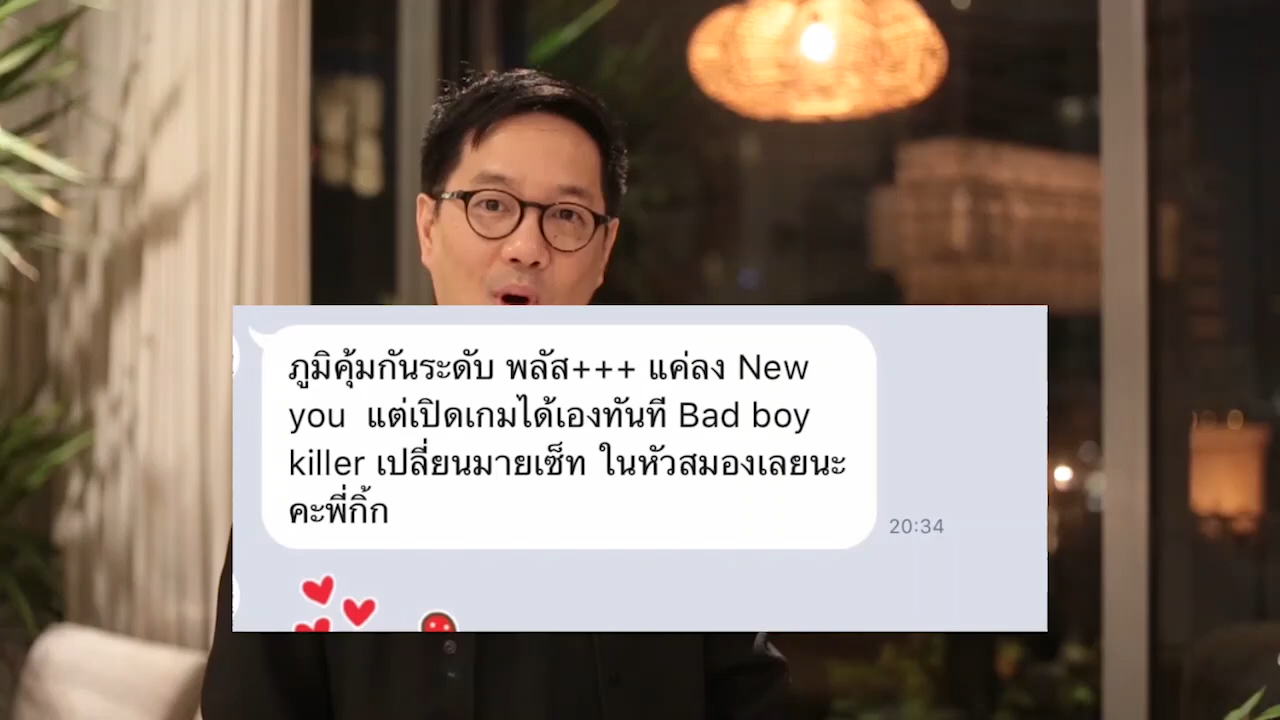 ภูมิคุ้มกันระดับ พลัส+++ แค่ลง New
you  แต่เปิดเกมได้เองทันที Bad boy
killer เปลี่ยนมายเซ็ท ในหัวสมองเลยนะ
คะพี่กิ้ก
20:34